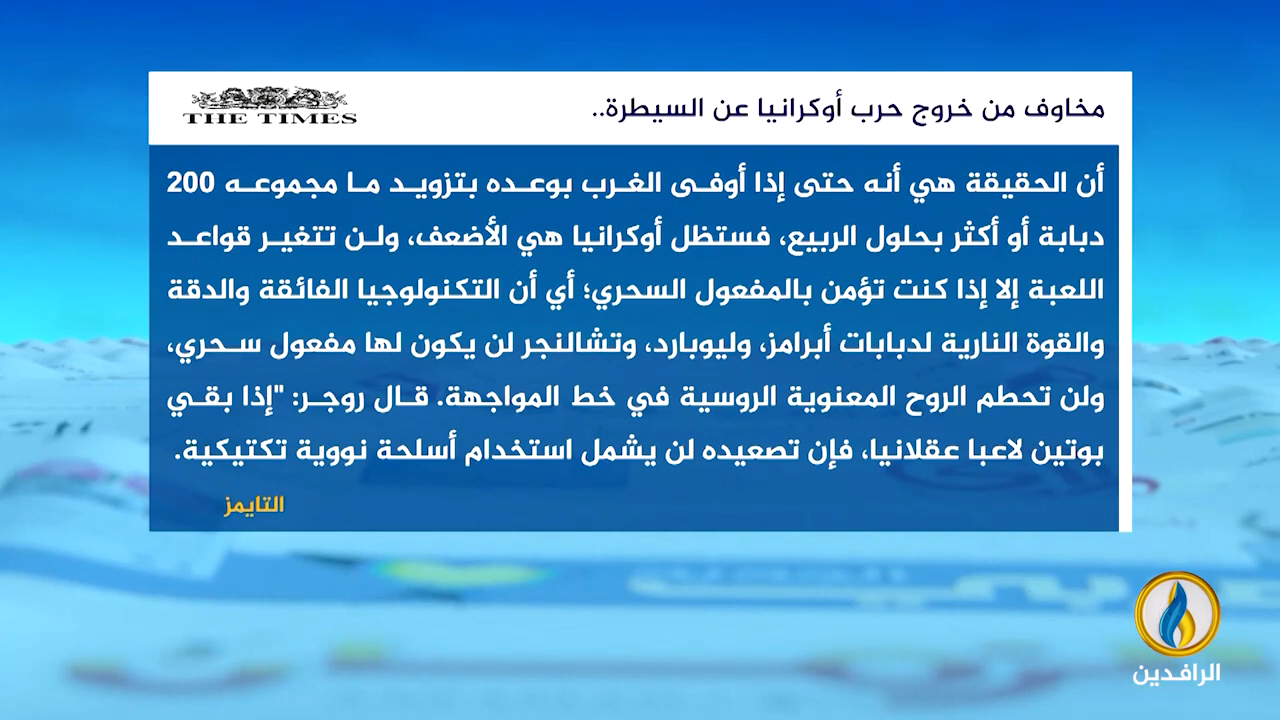 مخاوف من خروج حرب أوكرانيا عن السيطرة..
THE TIMES
أن الحقيقة هي أنه حتى إذا أوفى الغرب بوعده بتزويد ما مجموعه 200
دبابة أو أكثر بحلول الربيع، فستظل أوكرانيا هي الأضعف، ولن تتغير قواعد
اللعبة إلا إذا كنت تؤمن بالمفعول السحري؛ أي أن التكنولوجيا الفائقة والدقة
والقوة النارية لدبابات أبرامز، وليوبارد، وتشالنجر لن يكون لها مفعول سحري،
ولن تحطم الروح المعنوية الروسية في خط المواجهة. قال روجر: "إذا بقي
بوتين لاعبا عقلانيا، فإن تصعيده لن يشمل استخدام أسلحة نووية تكتيكية.
التايمز
الرافدين